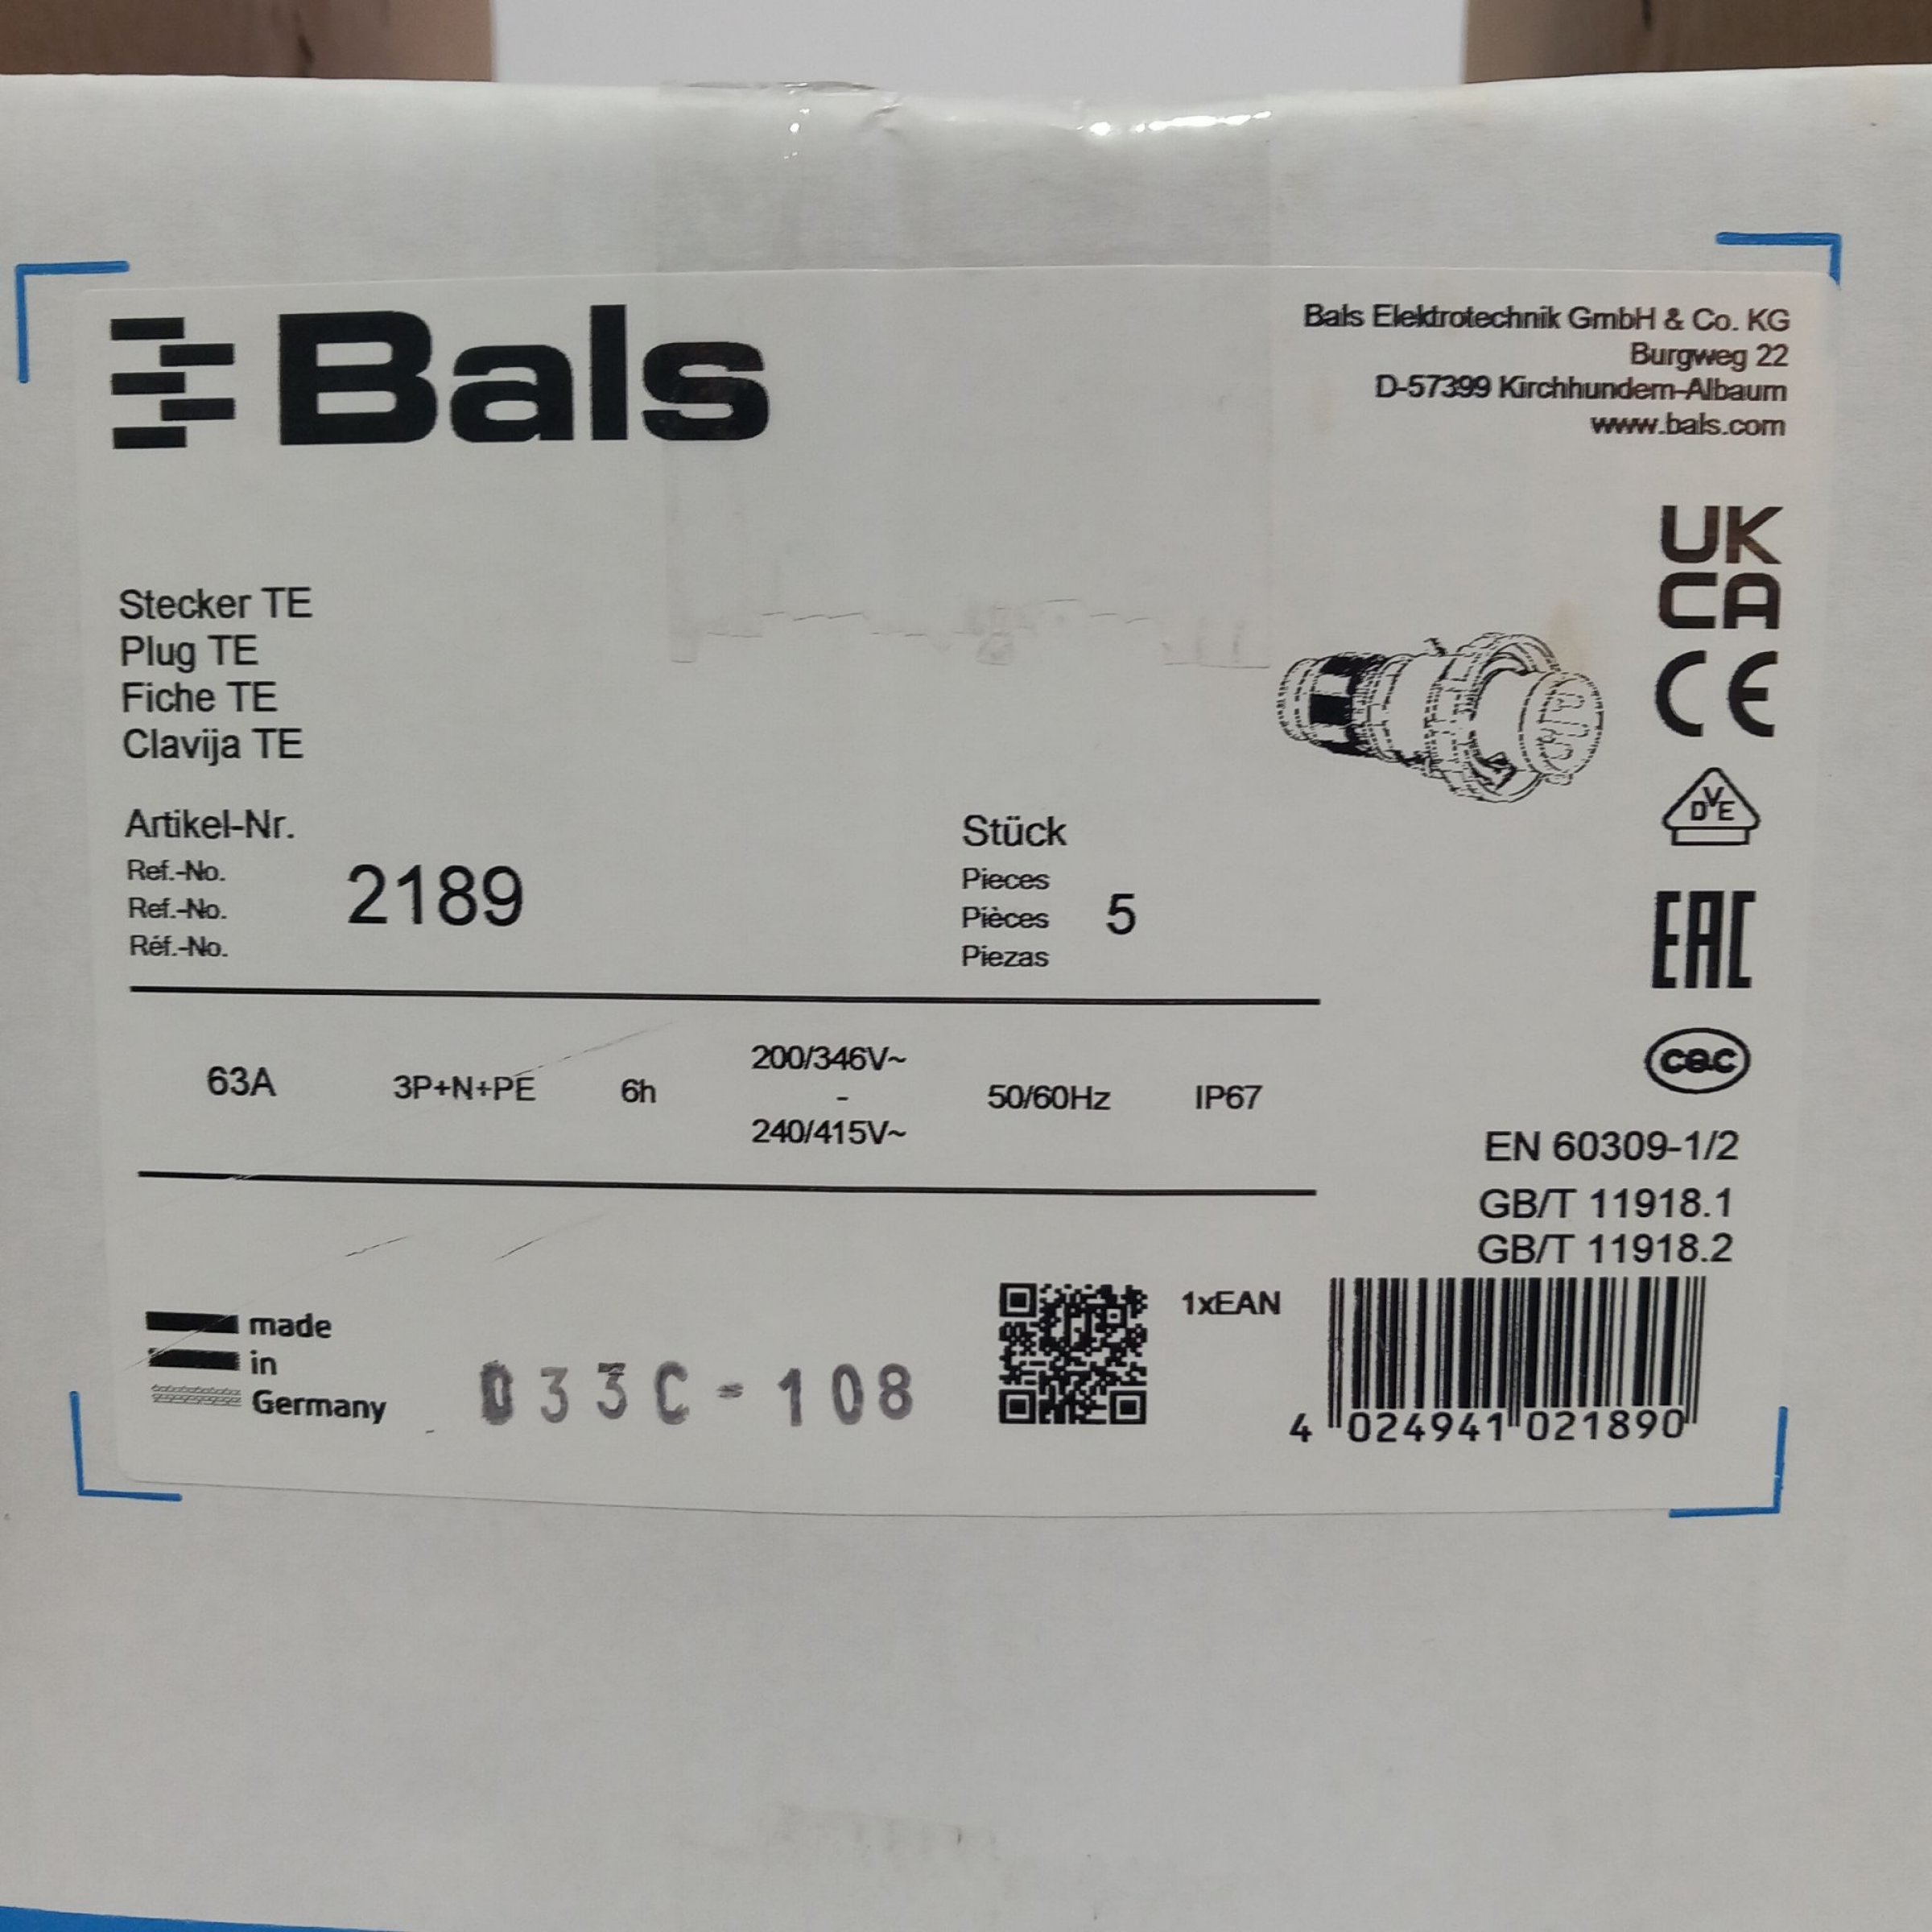 Bals
Bals Elektrotechnik GmbH & Co. KG
Burgweg 22
D-57399 Kirchhundem-Albaum
www.bals.com
UK
CA
CE
Stecker TE
Plug TE
Fiche TE
Clavija TE
DVE
Artikel-Nr.
Ref.-No.
Ref.-No.
Réf.-No.
2189
Stück
Pieces
Pièces
Piezas
5
EAC
63A
3P+N+PE
6h
200/346V~
-
240/415V~
50/60Hz
IP67
cqc
EN 60309-1/2
GB/T 11918.1
GB/T 11918.2
made
in
Germany
033C-108
1xEAN
4 024941 021890